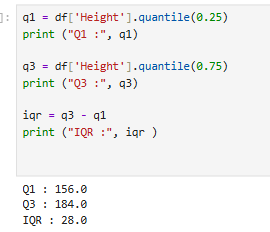 ]:
q1 = df['Height'].quantile(0.25)
print ("Q1 :", q1)
q3 = df['Height'].quantile(0.75)
print ("Q3 :", q3)
iqr = q3 - q1
print ("IQR :", iqr )
Q1 : 156.0
Q3 : 184.0
IQR : 28.0